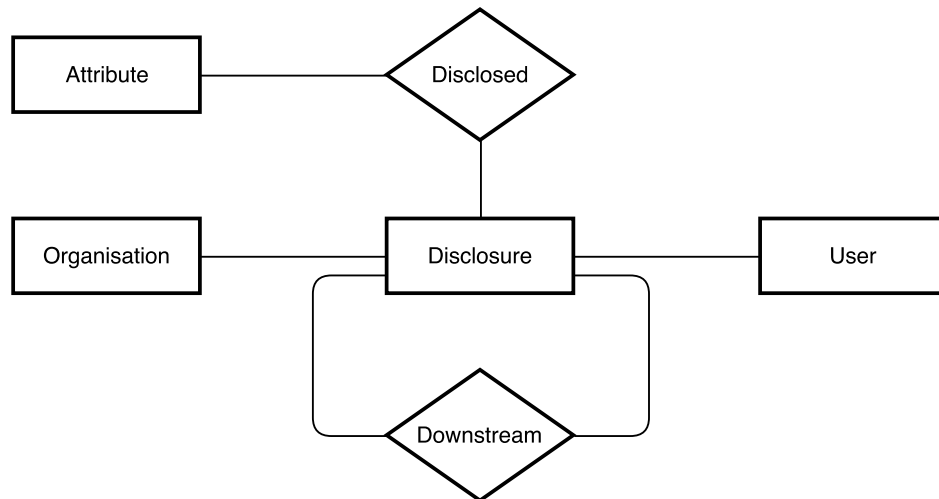 Attribute
Disclosed
Organisation
Disclosure
User
Downstream